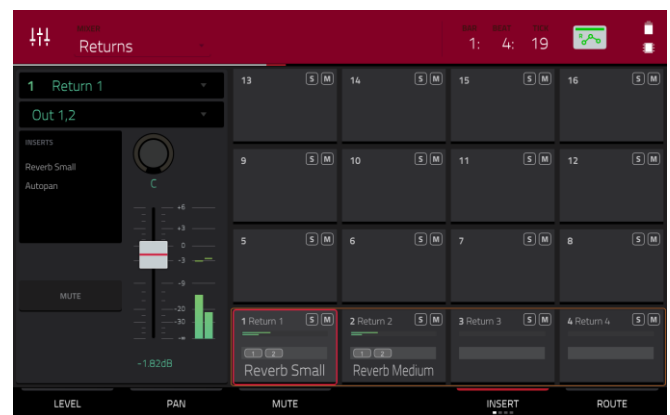 Returns
1: 4: 19
1 Return 1
Out 1,2
INSERTS
Reverb Small
Autopan
C
+6
+3
0
-3
-9
-20
-30
-∞
MUTE
-1.82dB
13 S M
14 S M
15 S M
16 S M
9 S M
10 S M
11 S M
12 S M
5 S M
6 S M
7 S M
8 S M
1 Return 1 S M
2 Return 2 S M
3 Return 3 S M
4 Return 4 S M
1 2
1 2
Reverb Small
Reverb Medium
LEVEL
PAN
MUTE
INSERT
ROUTE